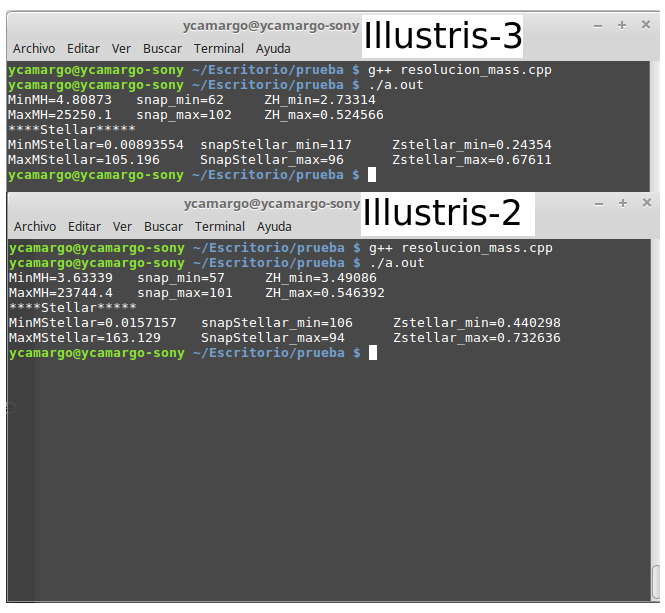 ycamargo@ycamargo-sony Illustris-3
Archivo Editar Ver Buscar Terminal Ayuda
ycamargo@ycamargo-sony ~/Escritorio/prueba $ g++ resolucion_mass.cpp
ycamargo@ycamargo-sony ~/Escritorio/prueba $ ./a.out
MinMH=4.80873 snap_min=62 ZH_min=2.73314
MaxMH=25250.1 snap_max=102 ZH_max=0.524566
****Stellar*****
MinMStellar=0.00893554 snapStellar_min=117 Zstellar_min=0.24354
MaxMStellar=105.196 SnapStellar_max=96 Zstellar_max=0.67611
ycamargo@ycamargo-sony ~/Escritorio/prueba $
ycamargo@ycamargo-sony Illustris-2
Archivo Editar Ver Buscar Terminal Ayuda
ycamargo@ycamargo-sony ~/Escritorio/prueba $ g++ resolucion_mass.cpp
ycamargo@ycamargo-sony ~/Escritorio/prueba $ ./a.out
MinMH=3.63339 snap_min=57 ZH_min=3.49086
MaxMH=23744.4 snap_max=101 ZH_max=0.546392
****Stellar*****
MinMStellar=0.0157157 snapStellar_min=106 Zstellar_min=0.440298
MaxMStellar=163.129 SnapStellar_max=94 Zstellar_max=0.732636
ycamargo@ycamargo-sony ~/Escritorio/prueba $